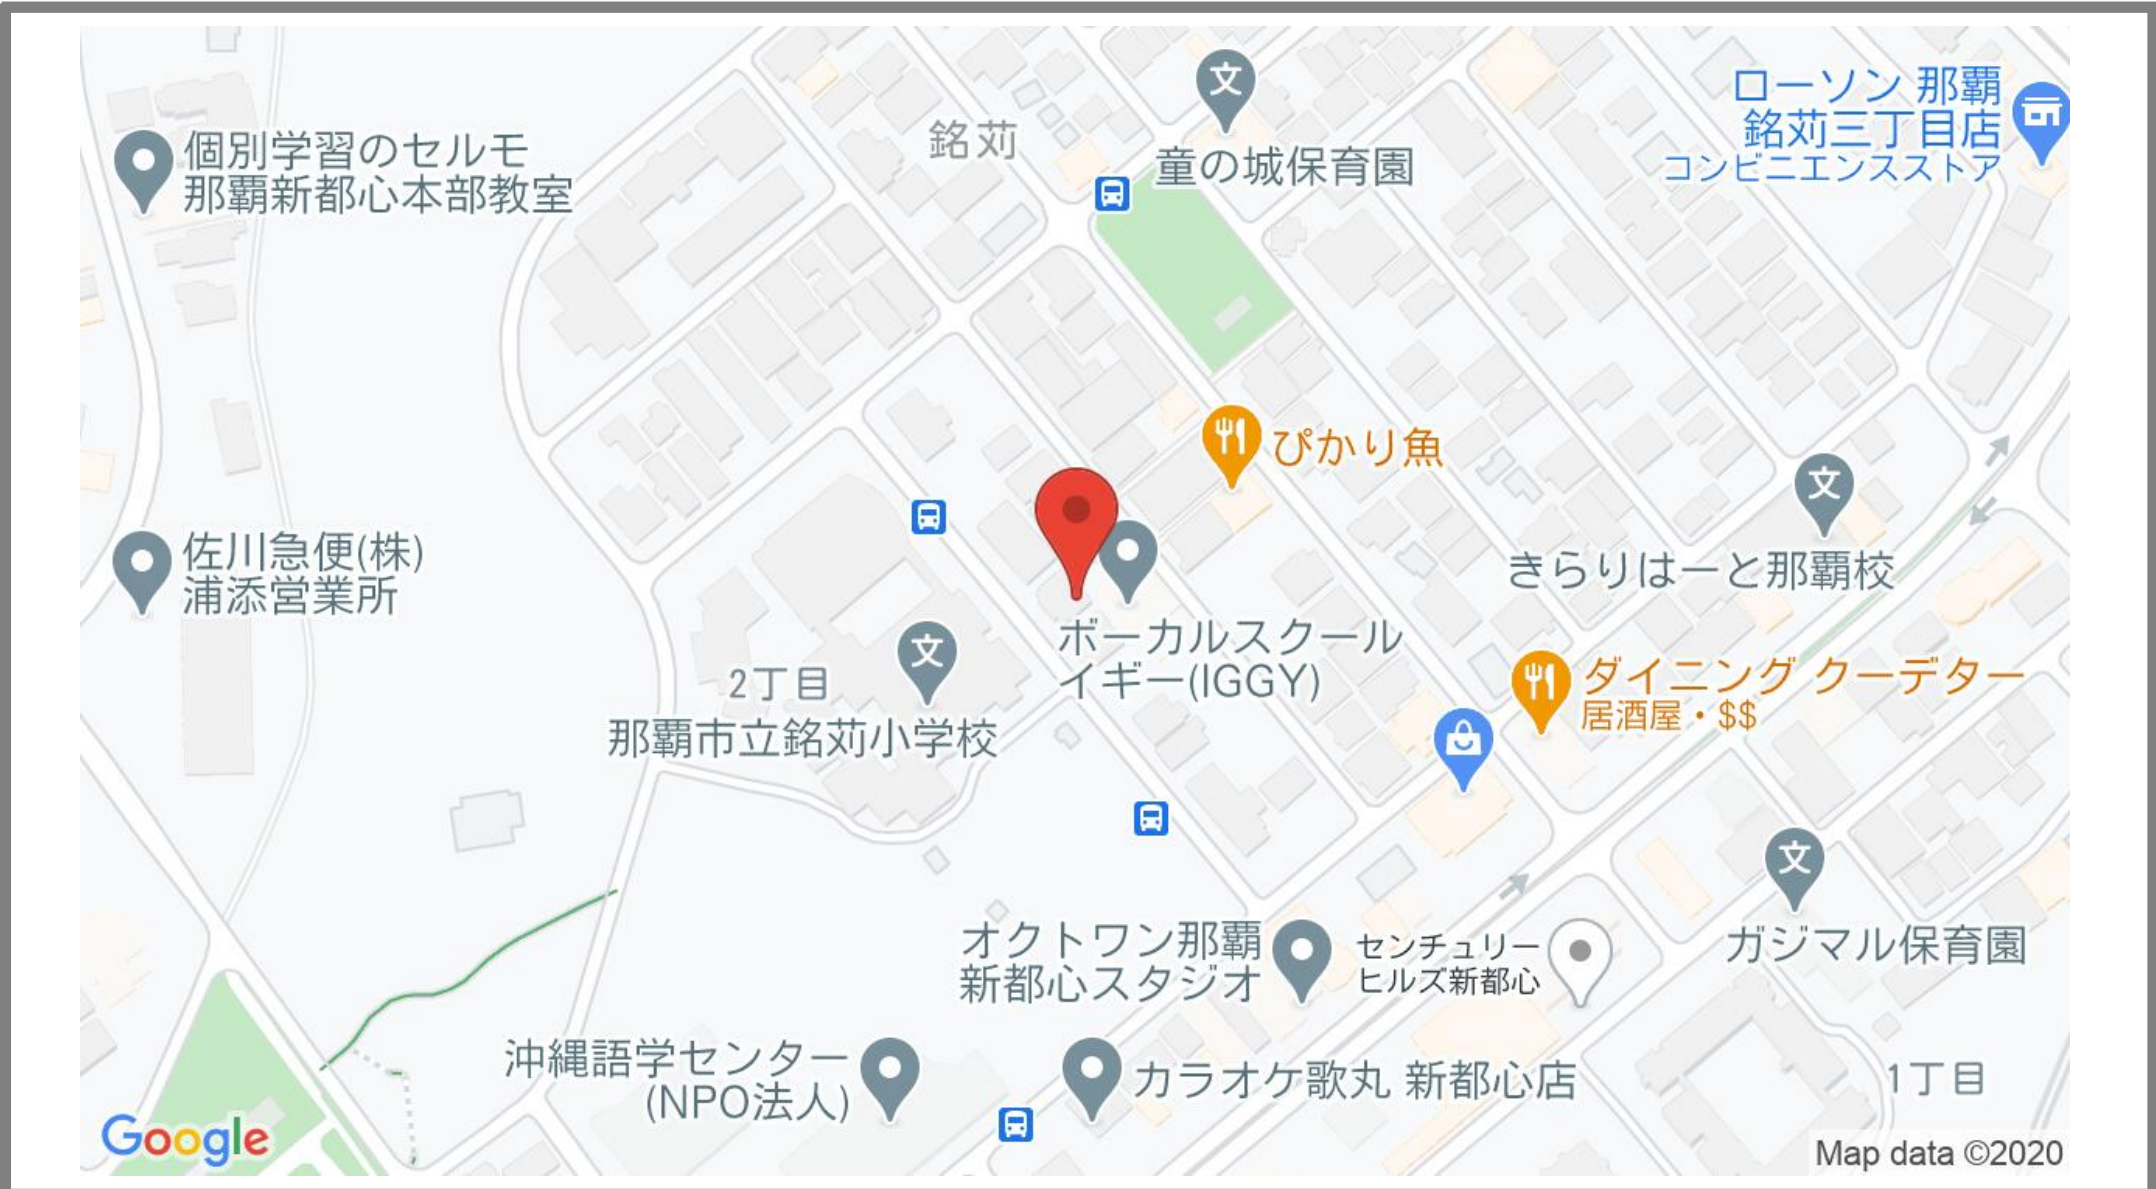 ローソン 那覇
銘苅三丁目店
コンビニエンスストア
銘苅
文
童の城保育園
個別学習のセルモ
那覇新都心本部教室
ぴかり魚
文
きらりはーと那覇校
佐川急便(株)
浦添営業所
ボーカルスクール
イギー(IGGY)
2丁目
文
那覇市立銘苅小学校
ダイニング クーデター
居酒屋・$$
文
ガジマル保育園
オクトワン那覇
新都心スタジオ
センチュリー
ヒルズ新都心
沖縄語学センター
(NPO法人)
カラオケ歌丸 新都心店
1丁目
Google
Map data ©2020